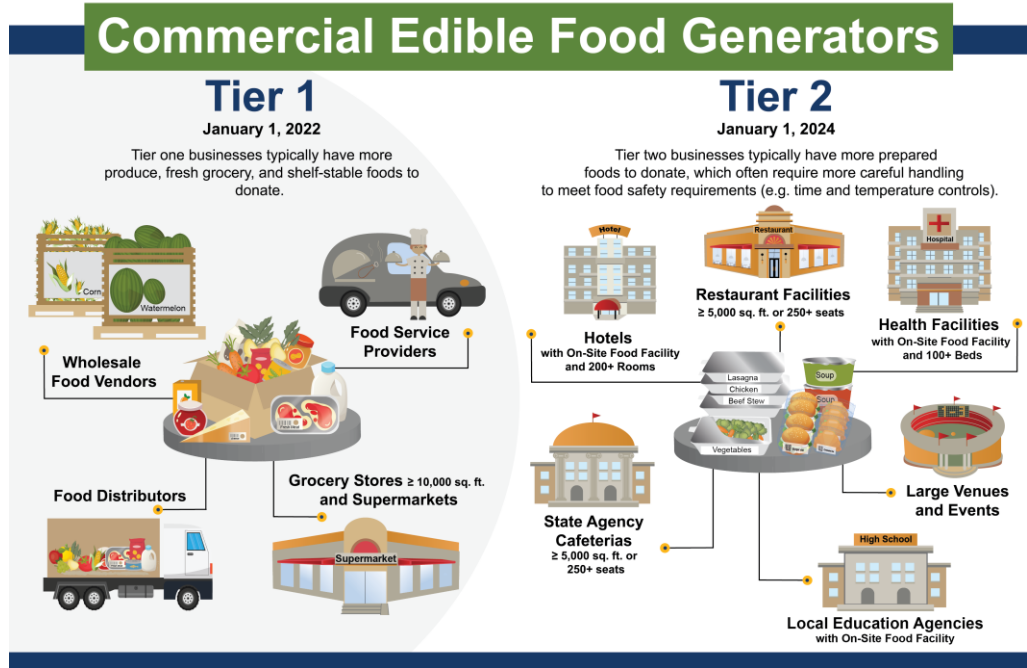 Commercial Edible Food Generators
Tier 1
January 1, 2022
Tier one businesses typically have more
produce, fresh grocery, and shelf-stable foods to
donate.
Corn
Watermelon
Wholesale
Food Vendors
Food Service
Providers
Food Distributors
Grocery Stores ≥ 10,000 sq. ft.
and Supermarkets
Supermarket
Tier 2
January 1, 2024
Tier two businesses typically have more prepared
foods to donate, which often require more careful handling
to meet food safety requirements (e.g. time and temperature controls).
Hotel
Hotels
with On-Site Food Facility
and 200+ Rooms
Restaurant
Restaurant Facilities
≥ 5,000 sq. ft. or 250+ seats
Hospital
Health Facilities
with On-Site Food Facility
and 100+ Beds
Lasagna
Chicken
Beef Stew
Vegetables
Soup
Soup
State Agency
Cafeterias
≥ 5,000 sq. ft. or
250+ seats
Large Venues
and Events
High School
Local Education Agencies
with On-Site Food Facility